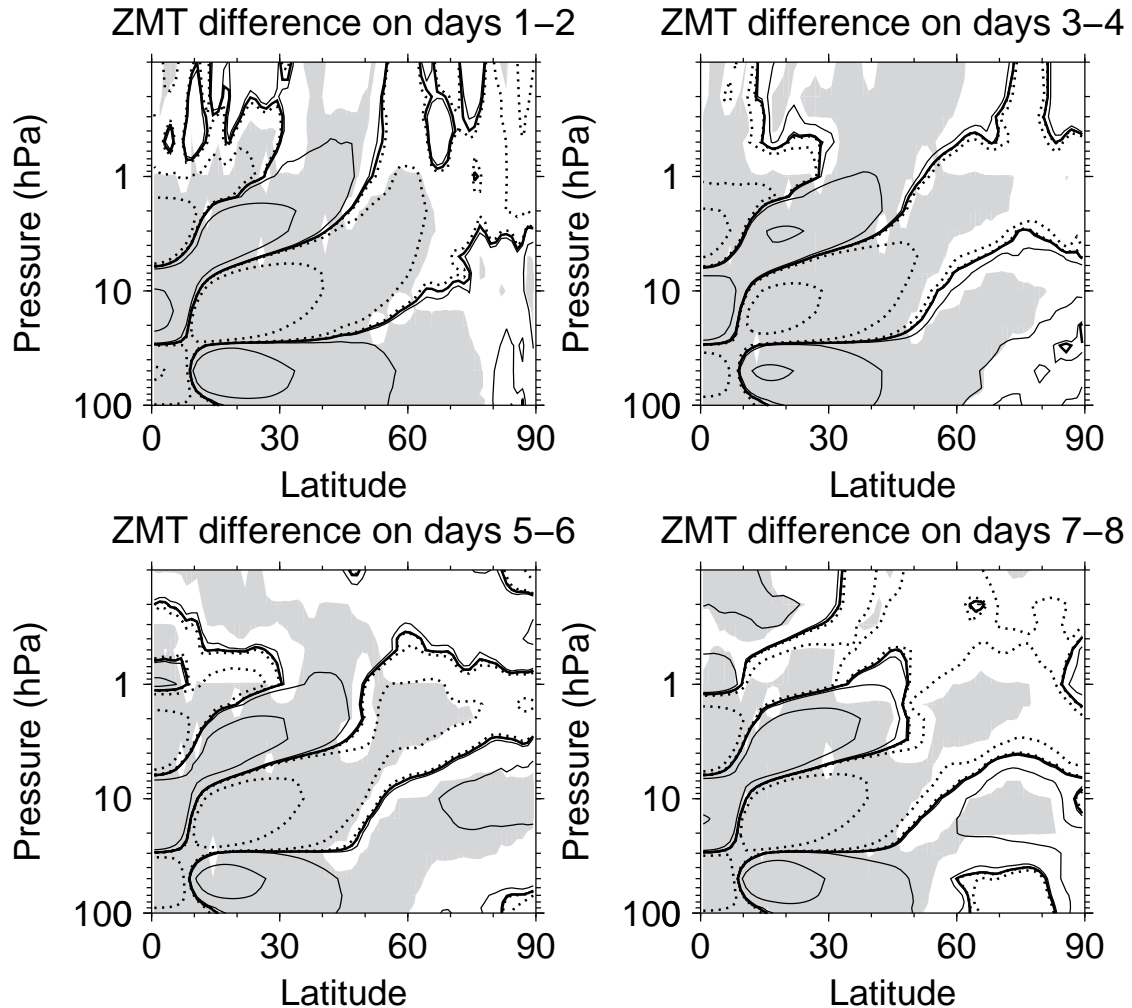 ZMT difference on days 1−2
Pressure (hPa)
1
10
100
0 30 60 90
Latitude
ZMT difference on days 3−4
Pressure (hPa)
1
10
100
0 30 60 90
Latitude
ZMT difference on days 5−6
Pressure (hPa)
1
10
100
0 30 60 90
Latitude
ZMT difference on days 7−8
Pressure (hPa)
1
10
100
0 30 60 90
Latitude